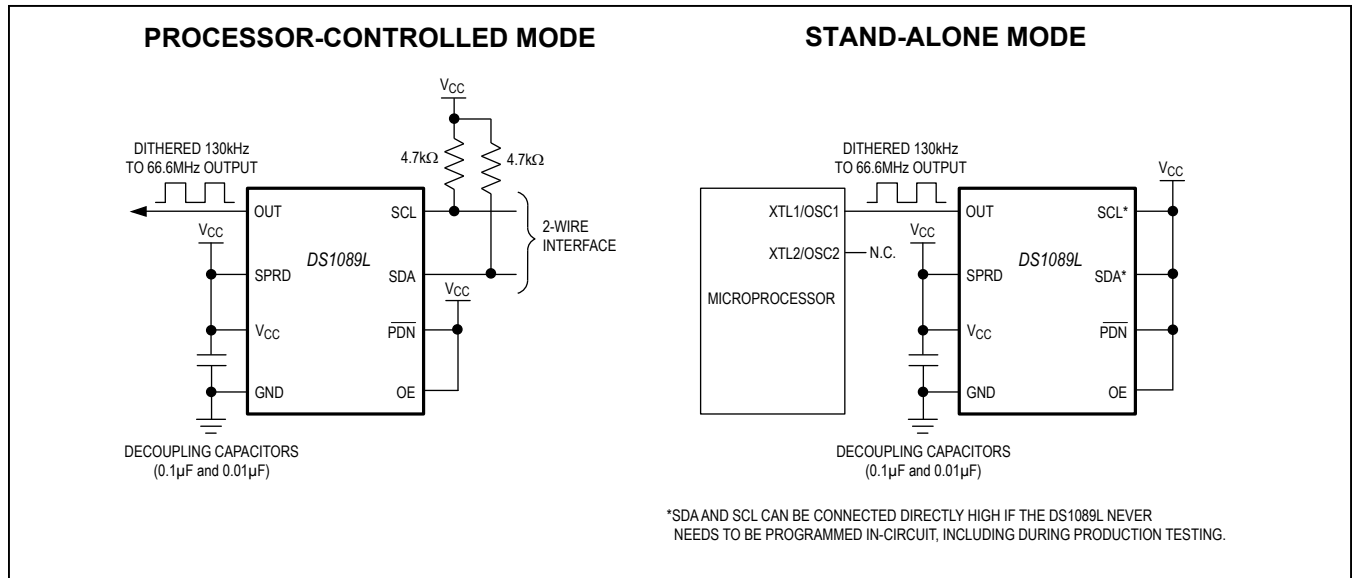 PROCESSOR-CONTROLLED MODE
VCC
DITHERED 130kHz
TO 66.6MHz OUTPUT
4.7kΩ
4.7kΩ
OUT
SCL
VCC
2-WIRE
INTERFACE
DS1089L
SPRD
SDA
VCC
VCC
PDN
GND
OE
DECOUPLING CAPACITORS
(0.1µF and 0.01µF)
STAND-ALONE MODE
DITHERED 130kHz
TO 66.6MHz OUTPUT
VCC
XTL1/OSC1
OUT
SCL*
VCC
XTL2/OSC2
N.C.
DS1089L
SPRD
SDA*
MICROPROCESSOR
VCC
PDN
GND
OE
DECOUPLING CAPACITORS
(0.1µF and 0.01µF)
*SDA AND SCL CAN BE CONNECTED DIRECTLY HIGH IF THE DS1089L NEVER
NEEDS TO BE PROGRAMMED IN-CIRCUIT, INCLUDING DURING PRODUCTION TESTING.